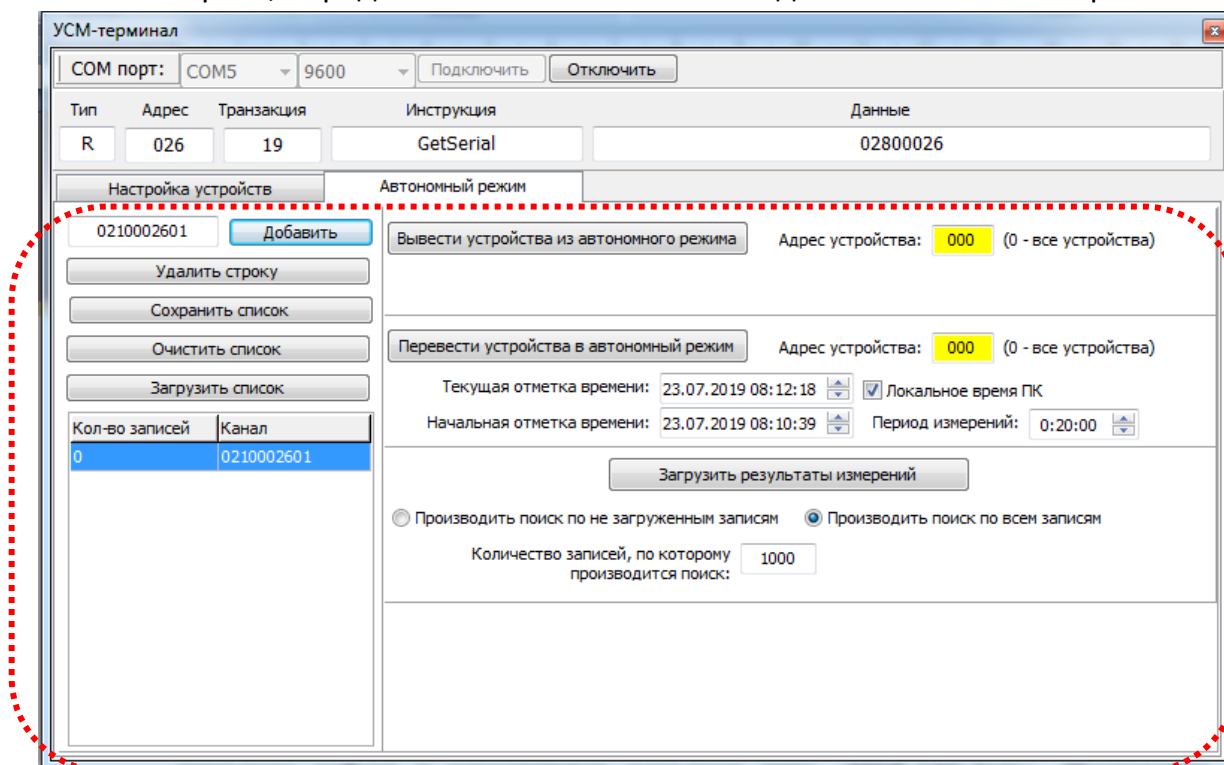 УСМ-терминал
COM порт: COM5 9600 Подключить Отключить
Тип Адрес Транзакция Инструкция Данные
R 026 19 GetSerial 02800026
Настройка устройств Автономный режим
0210002601 Добавить
Удалить строку
Сохранить список
Очистить список
Загрузить список
Кол-во записей Канал
0 0210002601
Вывести устройства из автономного режима Адрес устройства: 000 (0 - все устройства)
Перевести устройства в автономный режим Адрес устройства: 000 (0 - все устройства)
Текущая отметка времени: 23.07.2019 08:12:18 Локальное время ПК
Начальная отметка времени: 23.07.2019 08:10:39 Период измерений: 0:20:00
Загрузить результаты измерений
Производить поиск по не загруженным записям Производить поиск по всем записям
Количество записей, по которому 1000
производится поиск: